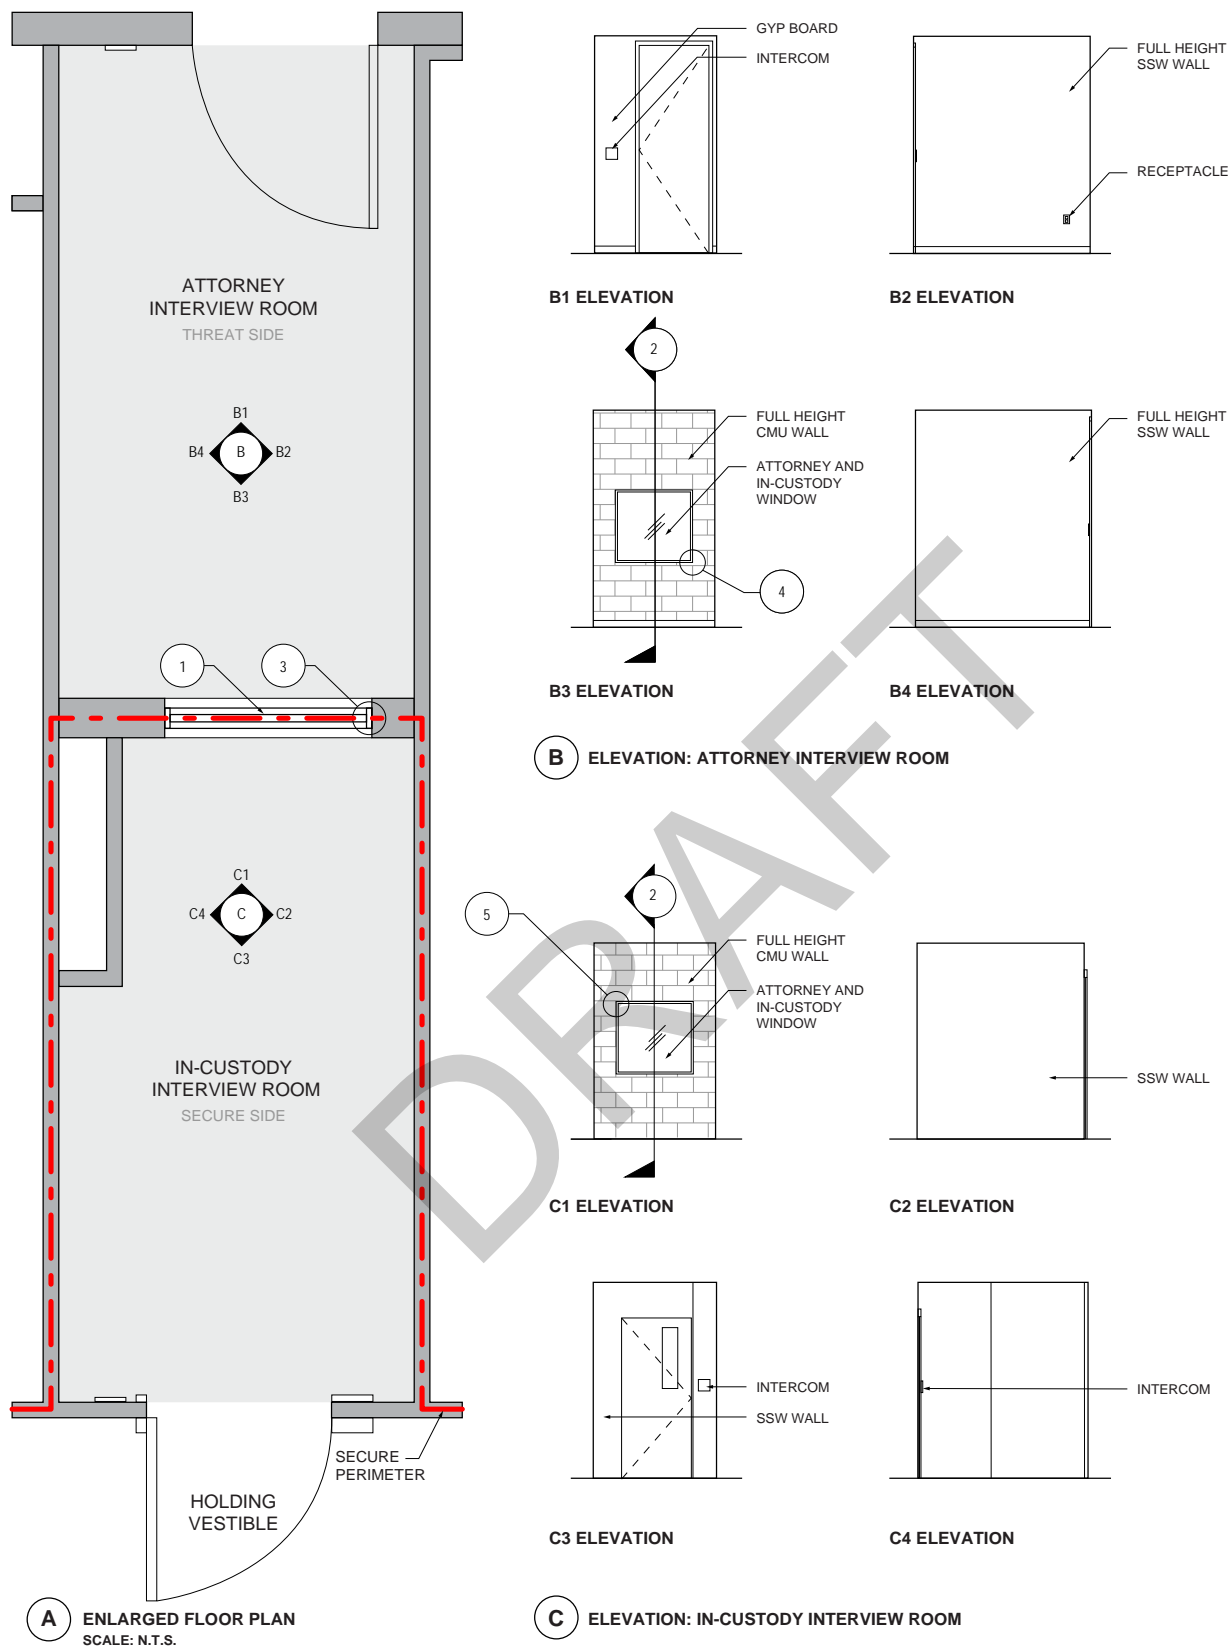 ATTORNEY
INTERVIEW ROOM
THREAT SIDE
B1
B4
B
B2
B3
1
3
C1
C4
C
C2
C3
IN-CUSTODY
INTERVIEW ROOM
SECURE SIDE
SECURE
PERIMETER
HOLDING
VESTIBLE
A
ENLARGED FLOOR PLAN
SCALE: N.T.S.
GYP BOARD
INTERCOM
B1 ELEVATION
FULL HEIGHT
SSW WALL
RECEPTACLE
B2 ELEVATION
2
FULL HEIGHT
CMU WALL
ATTORNEY AND
IN-CUSTODY
WINDOW
4
B3 ELEVATION
FULL HEIGHT
SSW WALL
B4 ELEVATION
B
ELEVATION: ATTORNEY INTERVIEW ROOM
2
5
FULL HEIGHT
CMU WALL
ATTORNEY AND
IN-CUSTODY
WINDOW
C1 ELEVATION
SSW WALL
C2 ELEVATION
INTERCOM
SSW WALL
C3 ELEVATION
INTERCOM
C4 ELEVATION
C
ELEVATION: IN-CUSTODY INTERVIEW ROOM
DRAFT